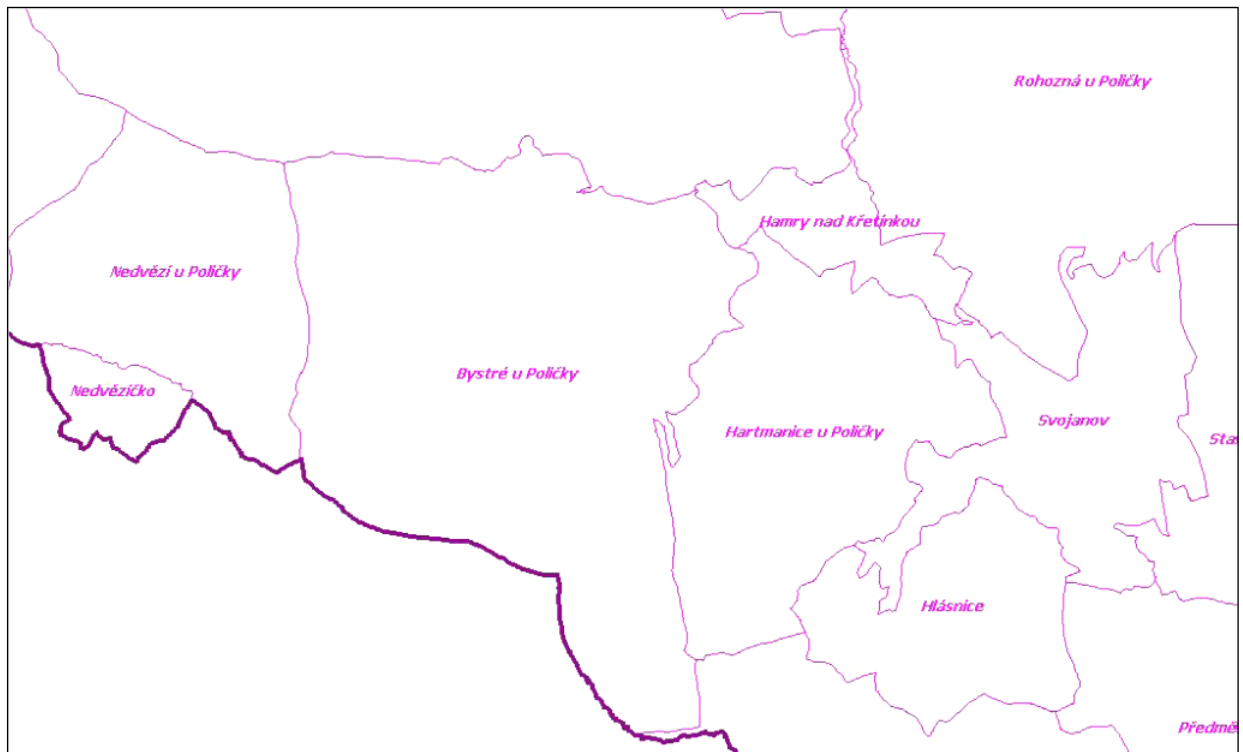 Rohozná u Poličky
Hamry nad Křetínkou
Nedvězí u Poličky
Bystré u Poličky
Nedvězíčko
Hartmanice u Poličky
Svojanov
Hlásnice